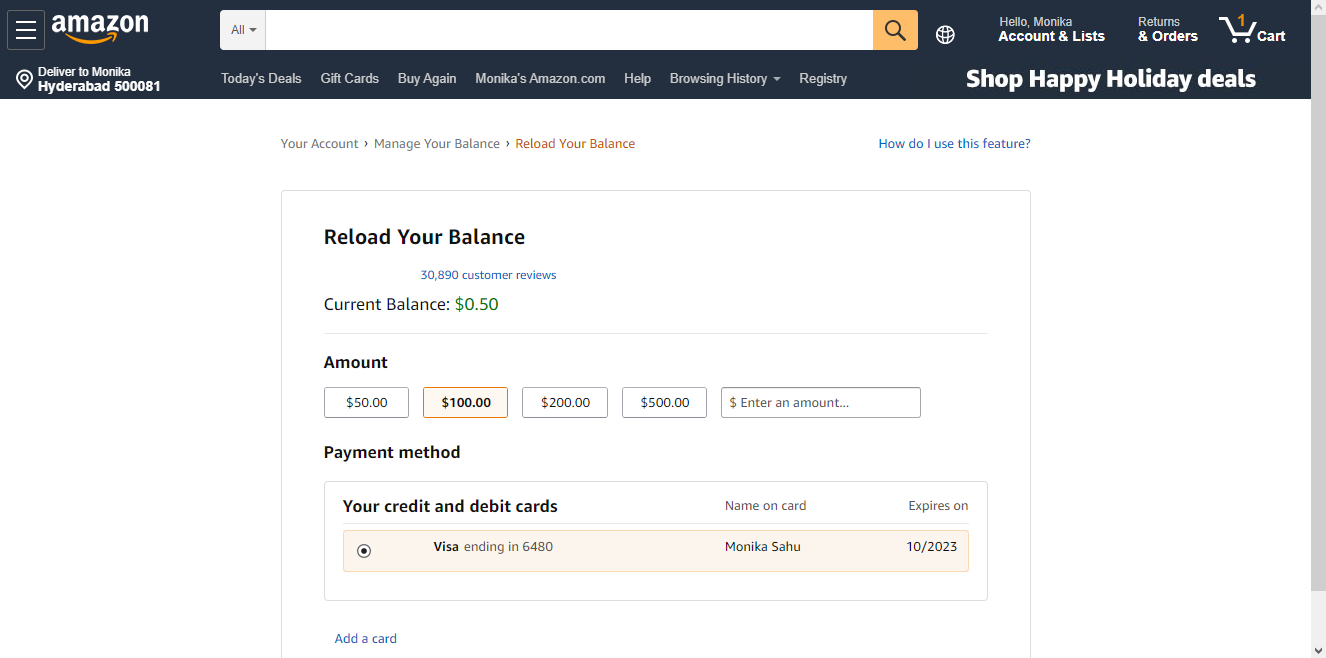 amazon
All
Hello, Monika
Account & Lists
Returns
& Orders
1
Cart
Deliver to Monika
Hyderabad 500081
Today's Deals Gift Cards Buy Again Monika's Amazon.com Help Browsing History Registry
Shop Happy Holiday deals
Your Account › Manage Your Balance › Reload Your Balance
How do I use this feature?
Reload Your Balance
30,890 customer reviews
Current Balance: $0.50
Amount
$50.00 $100.00 $200.00 $500.00 $ Enter an amount...
Payment method
Your credit and debit cards Name on card Expires on
Visa ending in 6480 Monika Sahu 10/2023
Add a card